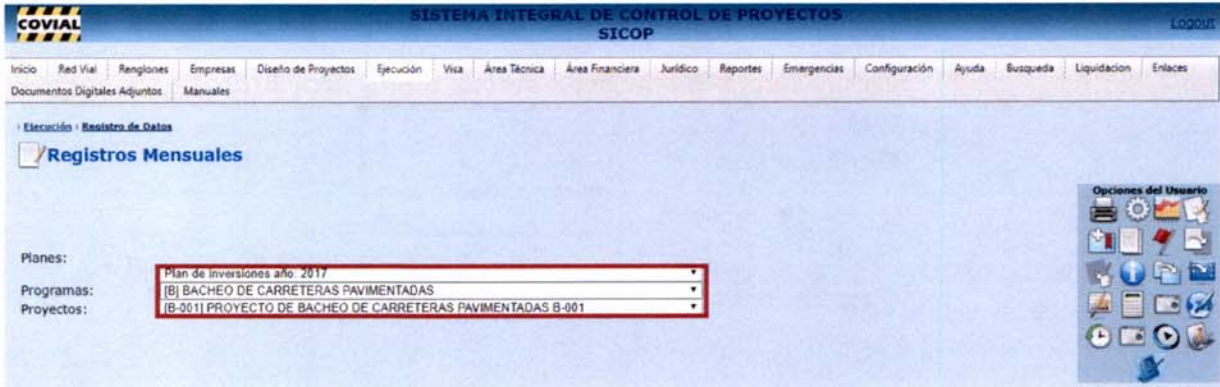 COVIAL
SISTEMA INTEGRAL DE CONTROL DE PROYECTOS
SICOP
Logout
Inicio Red Vial Renglones Empresas Diseño de Proyectos Ejecución Visa Área Técnica Área Financiera Jurídico Reportes Emergencias Configuración Ayuda Busqueda Liquidacion Enlaces
Documentos Digitales Adjuntos Manuales
Ejecución Registro de Datos
Registros Mensuales
Opciones del Usuario
Planes:
Plan de Inversiones año: 2017
Programas:
[B] BACHEO DE CARRETERAS PAVIMENTADAS
Proyectos:
[B-001] PROYECTO DE BACHEO DE CARRETERAS PAVIMENTADAS B-001